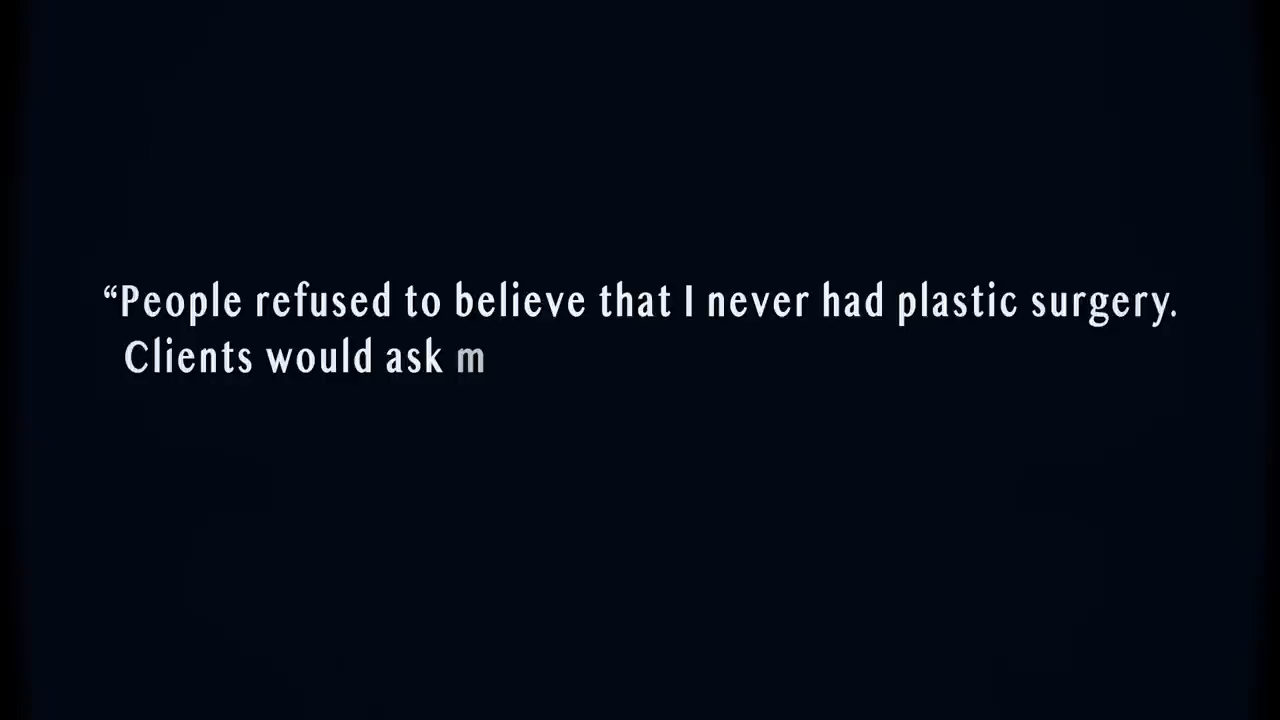 “People refused to believe that I never had plastic surgery.
Clients would ask m